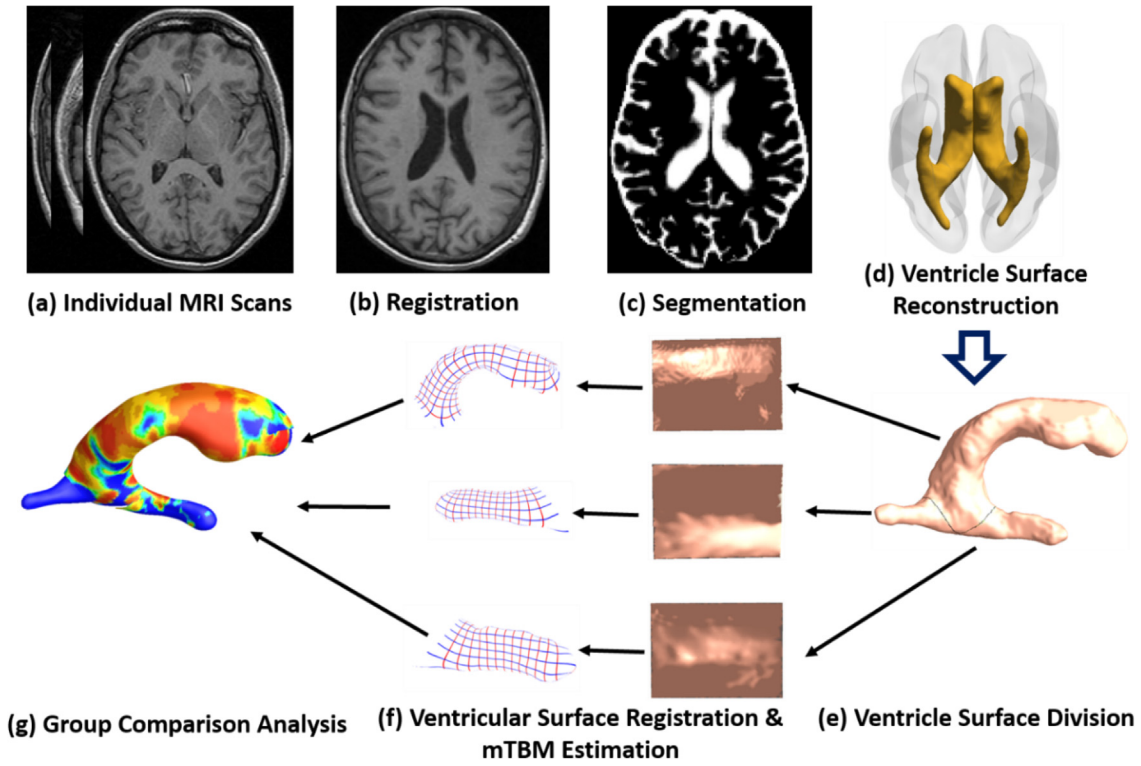 (a) Individual MRI Scans
(b) Registration
(c) Segmentation
(d) Ventricle Surface
Reconstruction
(g) Group Comparison Analysis
(f) Ventricular Surface Registration &
mTBM Estimation
(e) Ventricle Surface Division